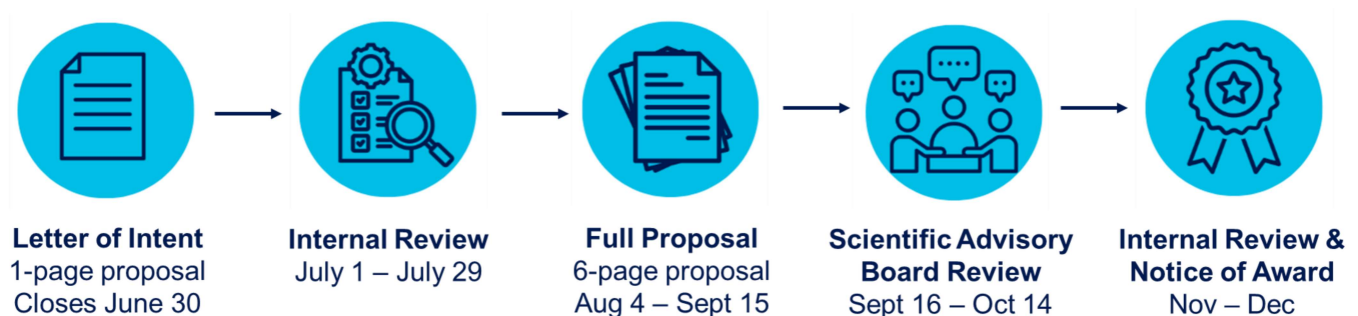 Letter of Intent
1-page proposal
Closes June 30
Internal Review
July 1 – July 29
Full Proposal
6-page proposal
Aug 4 – Sept 15
Scientific Advisory
Board Review
Sept 16 – Oct 14
Internal Review &
Notice of Award
Nov – Dec